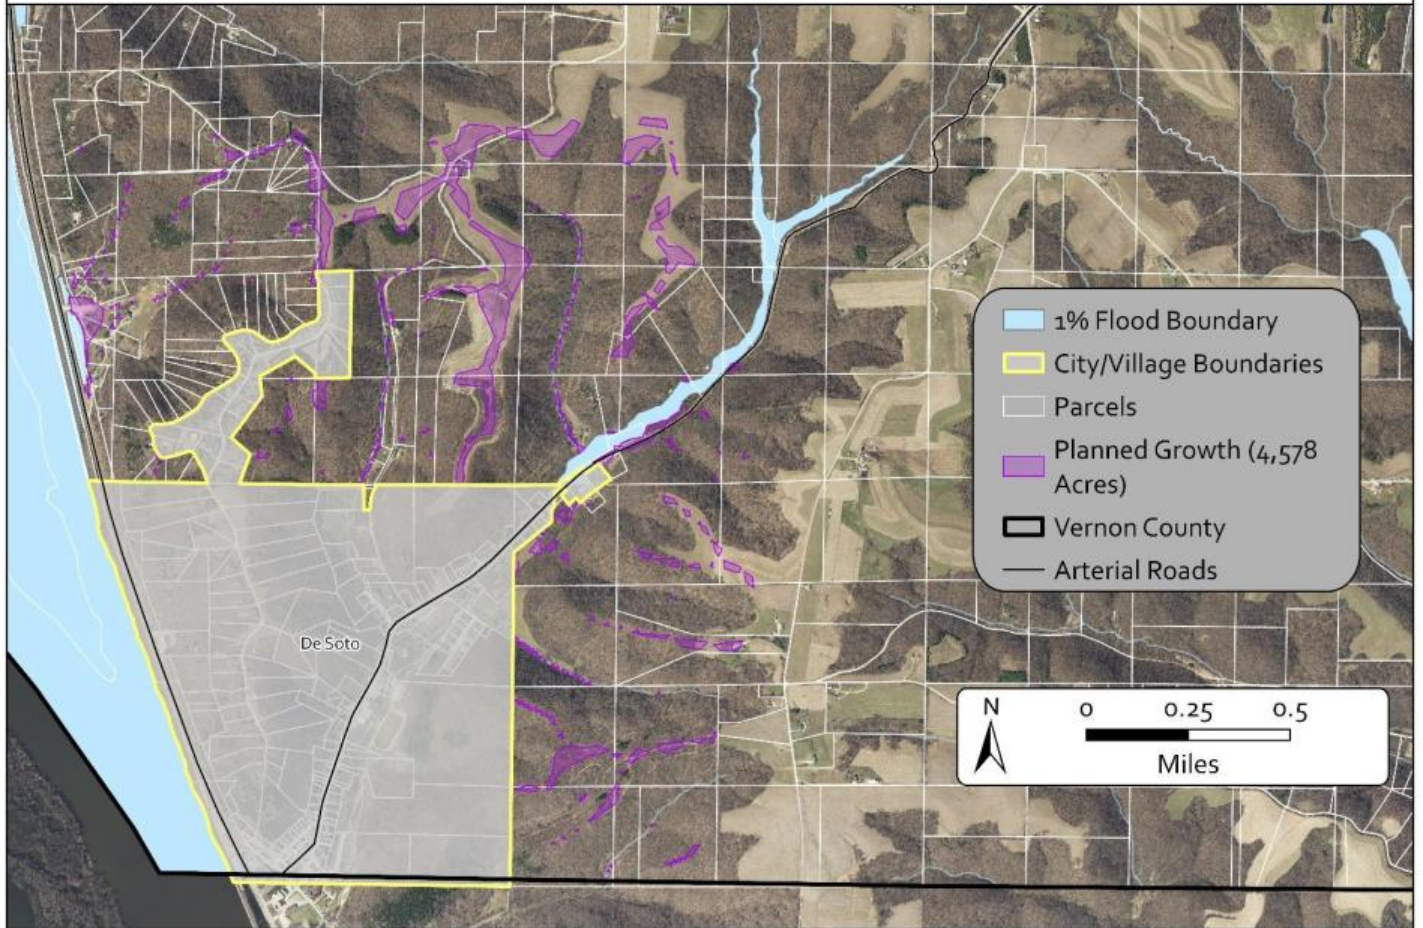 1% Flood Boundary
City/Village Boundaries
Parcels
Planned Growth (4,578
Acres)
Vernon County
Arterial Roads
De Soto
N
0 0.25 0.5
Miles